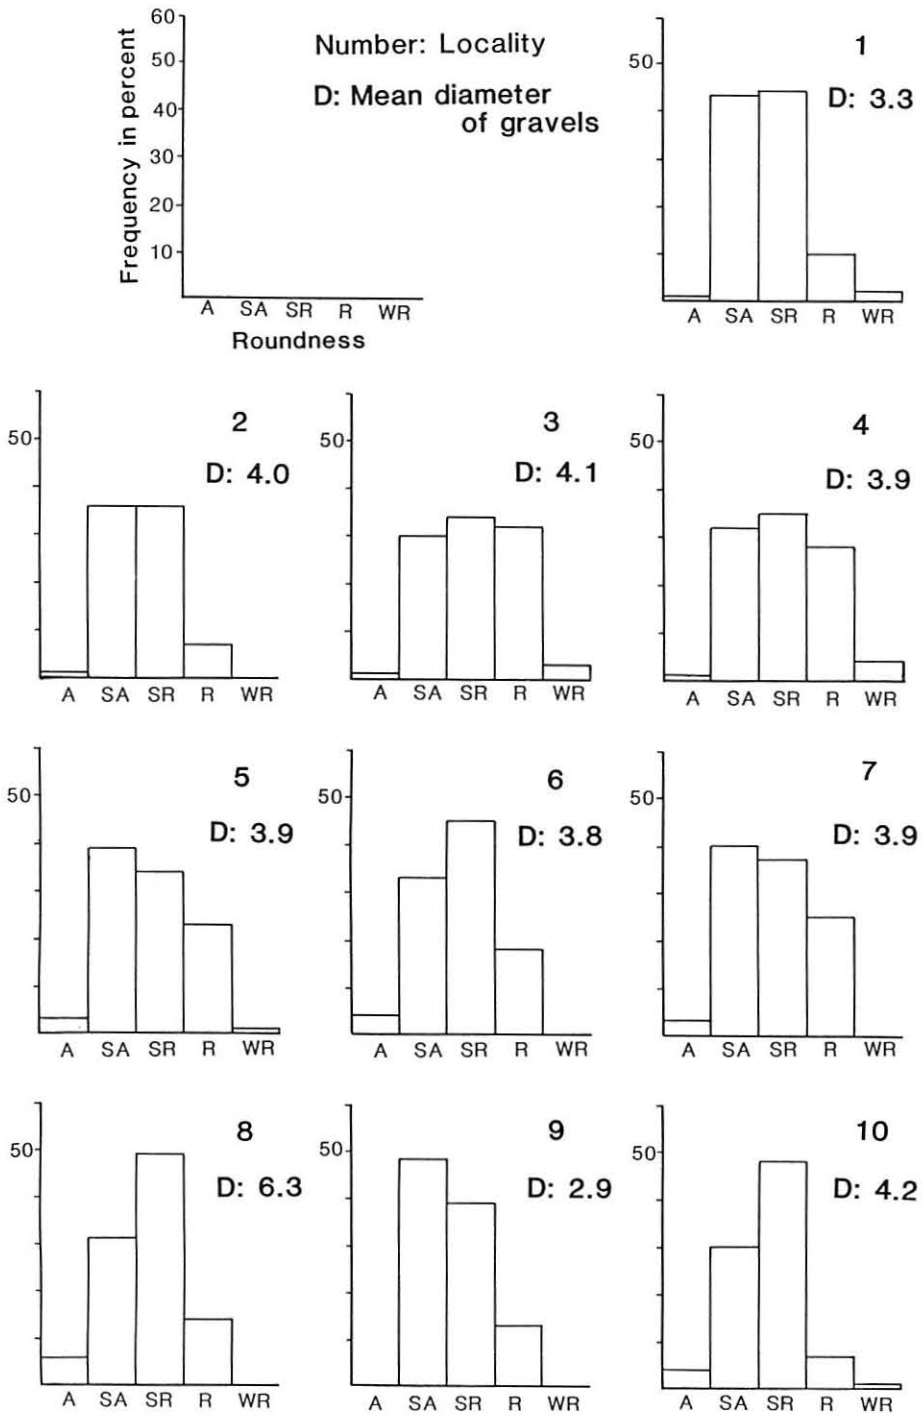 60
50
40
30
20
10
Frequency in percent
A SA SR R WR
Roundness
Number: Locality
D: Mean diameter
of gravels
1
D: 3.3
50
A SA SR R WR
2
D: 4.0
50
A SA SR R WR
3
D: 4.1
50
A SA SR R WR
4
D: 3.9
50
A SA SR R WR
5
D: 3.9
50
A SA SR R WR
6
D: 3.8
50
A SA SR R WR
7
D: 3.9
50
A SA SR R WR
8
D: 6.3
50
A SA SR R WR
9
D: 2.9
50
A SA SR R WR
10
D: 4.2
50
A SA SR R WR